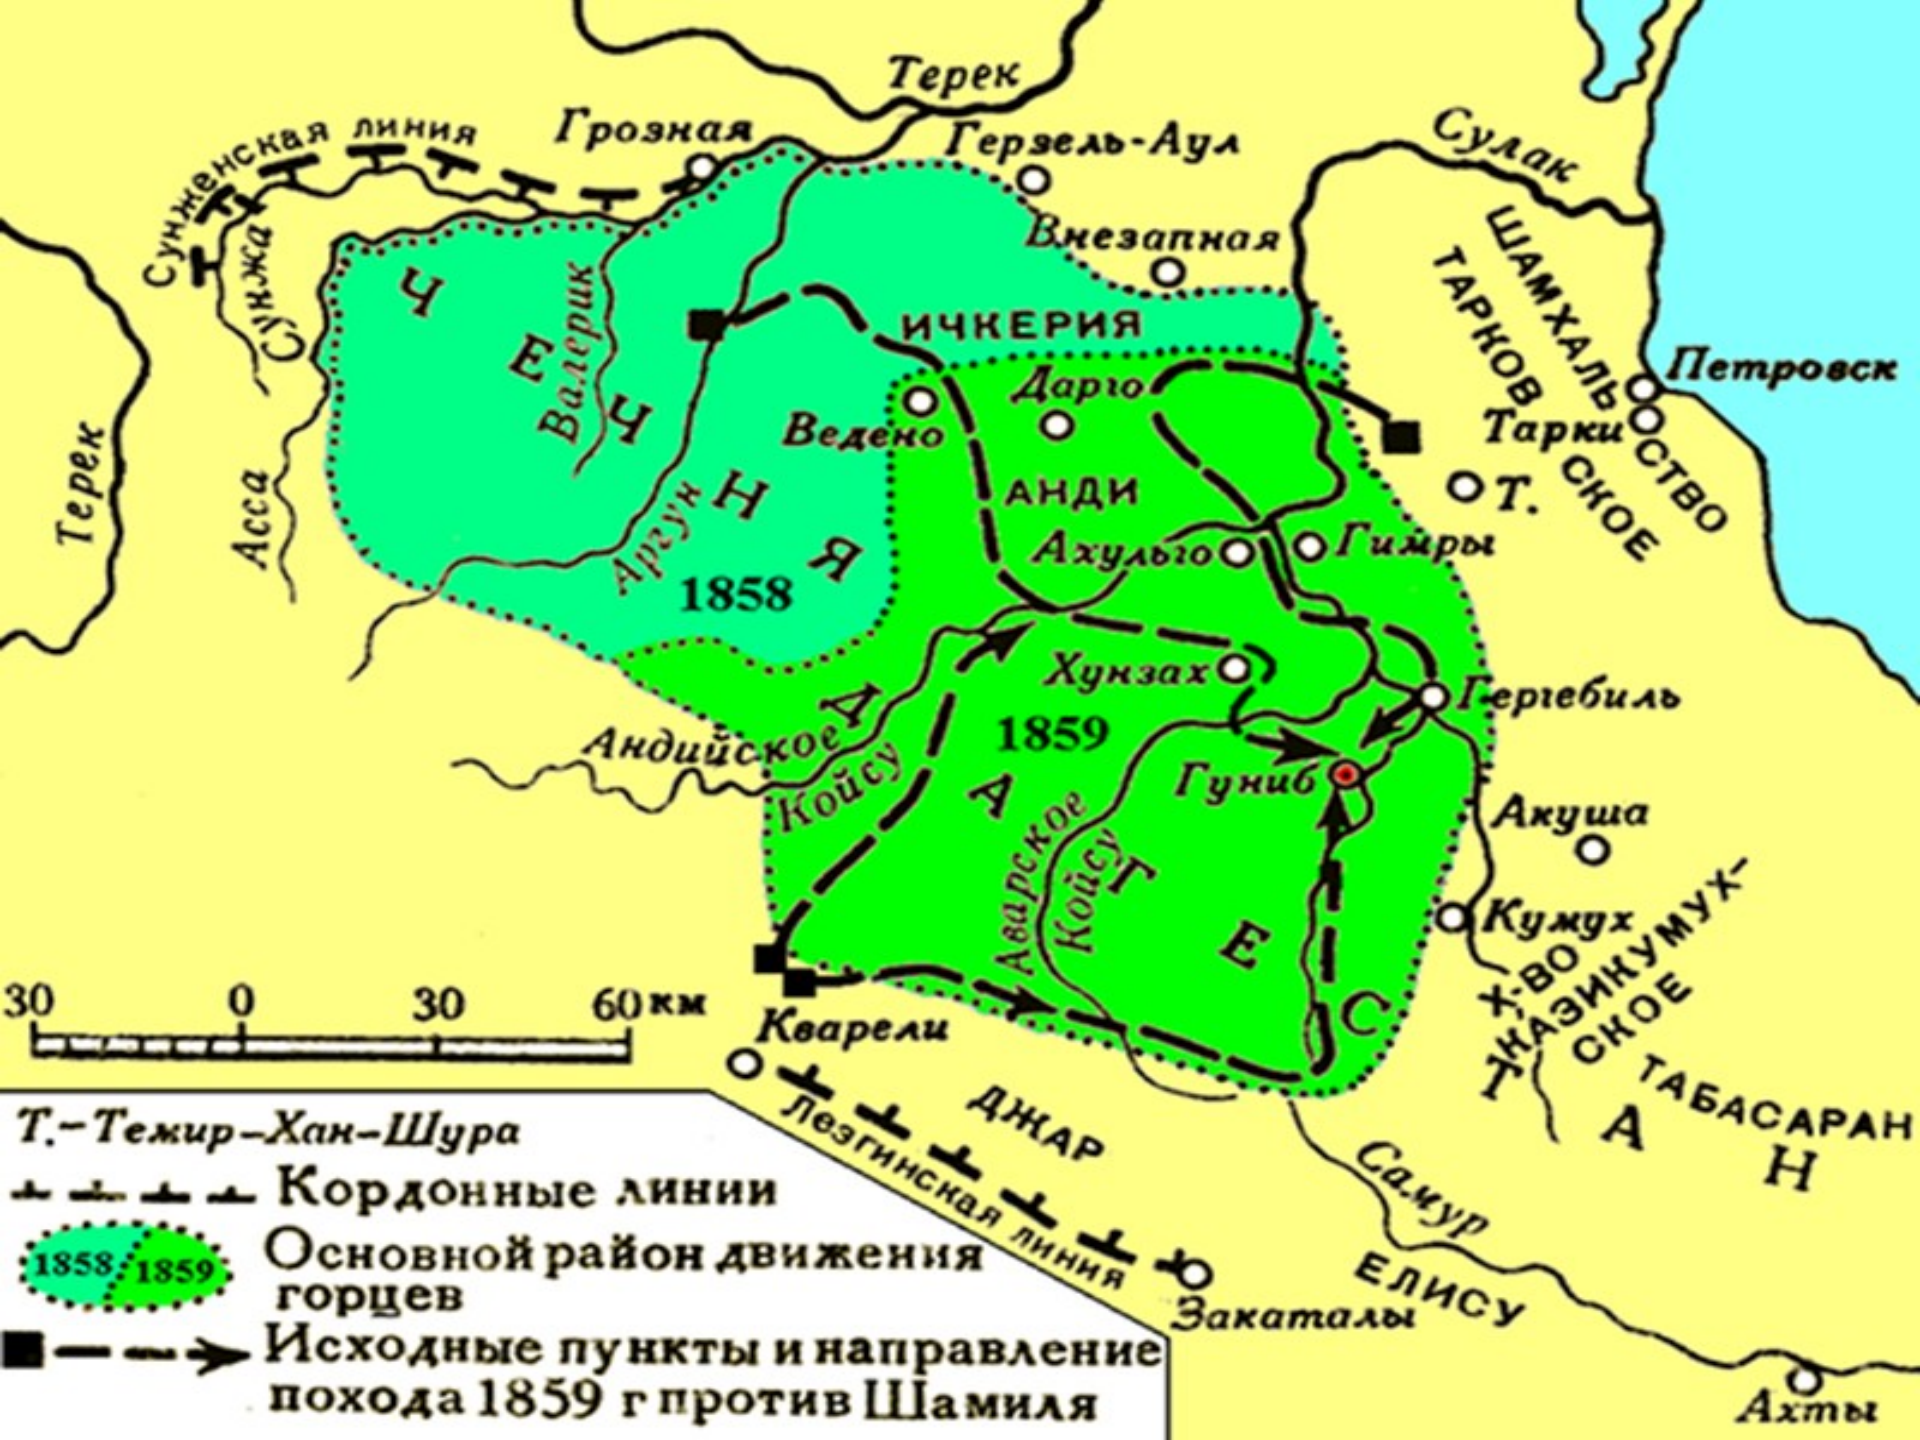 Терек
Сунженская линия
Грозная
Герзель-Аул
Сулак
Внезапная
Сунжа
ШАМХАЛЬСТВО
ТАРКОВСКОЕ
ЧЕЧНЯ
Валерик
ИЧКЕРИЯ
Петровск
Дарго
Ведено
Тарки
Терек
Асса
Аргун
АНДИ
Т.
Ахульго
Гимры
1858
Хунзах
Гергебиль
Андийское
Койсу
1859
Гуниб
Акуша
Аварское
Койсу
ДАГЕСТАН
Кумух
Х-ВО
КАЗИКУМУХ-
СКОЕ
30 0 30 60 км
Кварели
ТАБАСАРАН
ДЖАР
Лезгинская линия
Самур
ЕЛИСУ
Закаталы
Ахты
Т.-Темир-Хан-Шура
Кордонные линии
1858 1859
Основной район движения
горцев
Исходные пункты и направление
похода 1859 г против Шамиля